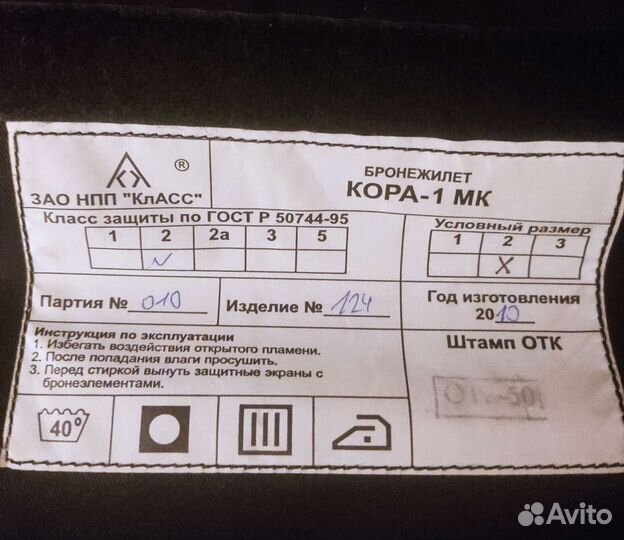 ®
ЗАО НПП "КлАСС"
БРОНЕЖИЛЕТ
КОРА-1 МК
Класс защиты по ГОСТ Р 50744-95
1 2 2а 3 5
Условный размер
1 2 3
X
Партия № 010
Изделие № 124
Год изготовления
2010
Инструкция по эксплуатации
1. Избегать воздействия открытого пламени.
2. После попадания влаги просушить.
3. Перед стиркой вынуть защитные экраны с
бронеэлементами.
Штамп ОТК
40°
Avito